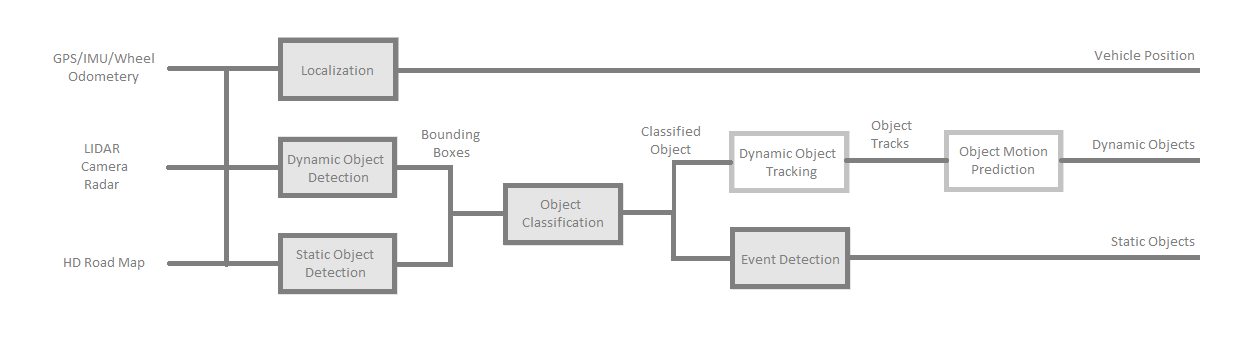 GPS/IMU/Wheel
Odometery
Localization
Vehicle Position
LIDAR
Camera
Radar
Dynamic Object
Detection
Bounding
Boxes
Classified
Object
Dynamic Object
Tracking
Object
Tracks
Object Motion
Prediction
Dynamic Objects
Object
Classification
HD Road Map
Static Object
Detection
Event Detection
Static Objects